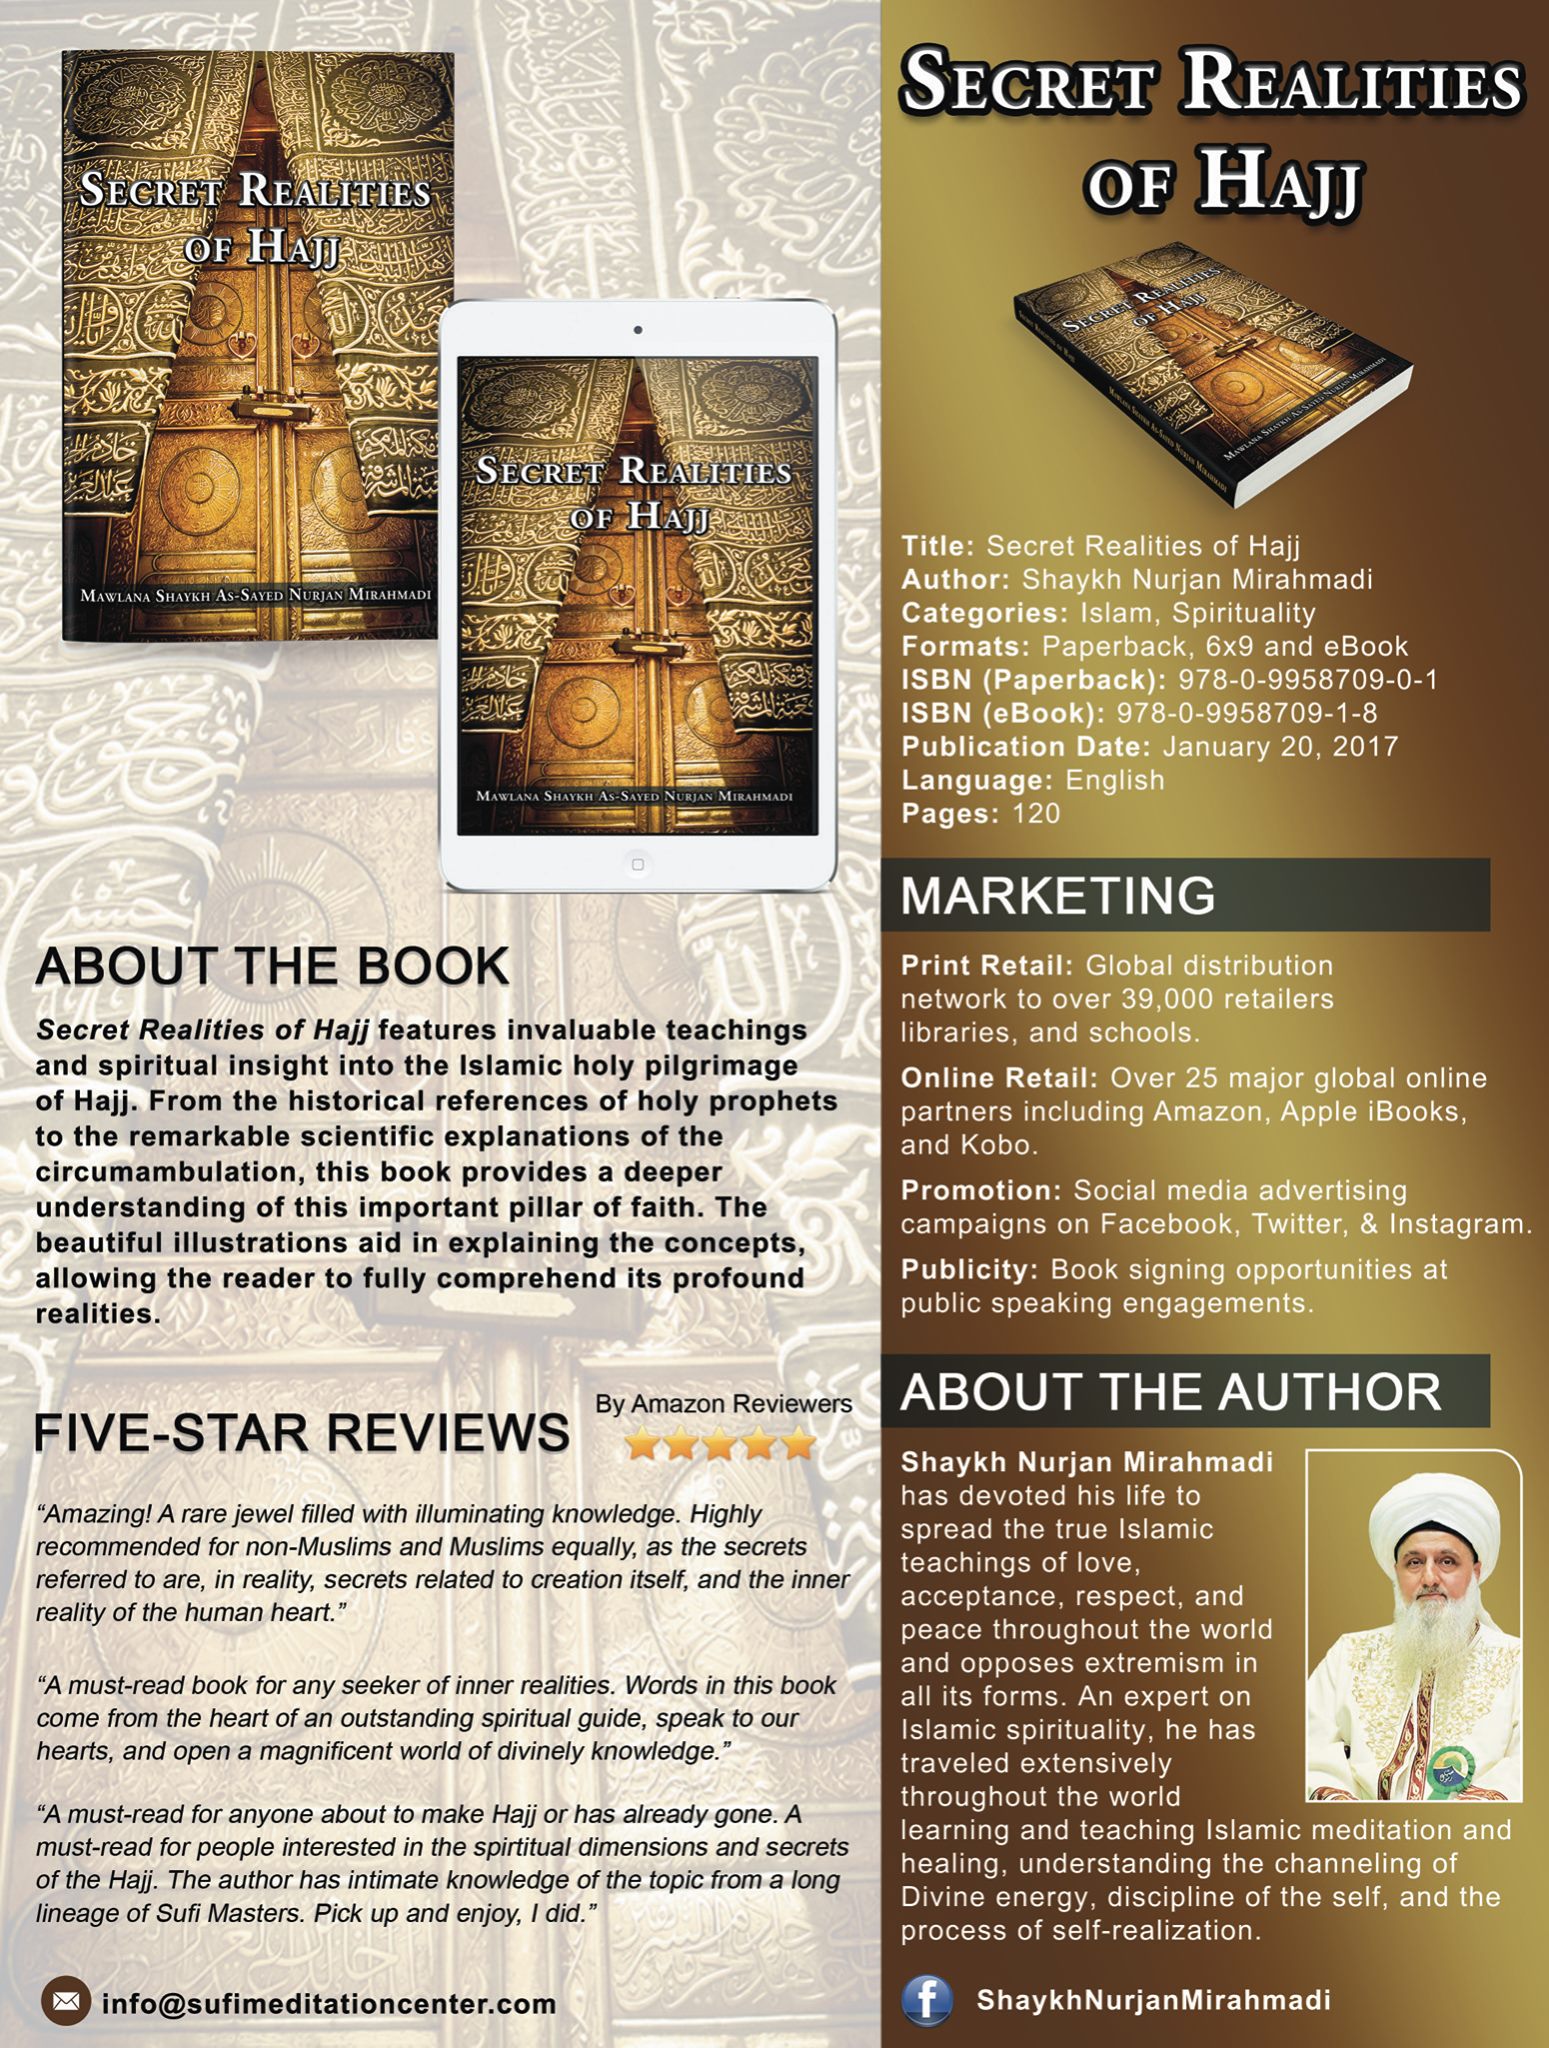 SECRET REALITIES
OF HAJJ
MAWLANA SHAYKH AS-SAYED NURJAN MIRAHMADI
خادم الحر
عبدالعزيز
SECRET REALITIES
OF HAJJ
MAWLANA SHAYKH AS-SAYED NURJAN MIRAHMADI
ABOUT THE BOOK
Secret Realities of Hajj features invaluable teachings
and spiritual insight into the Islamic holy pilgrimage
of Hajj. From the historical references of holy prophets
to the remarkable scientific explanations of the
circumambulation, this book provides a deeper
understanding of this important pillar of faith. The
beautiful illustrations aid in explaining the concepts,
allowing the reader to fully comprehend its profound
realities.
FIVE-STAR REVIEWS
By Amazon Reviewers
“Amazing! A rare jewel filled with illuminating knowledge. Highly
recommended for non-Muslims and Muslims equally, as the secrets
referred to are, in reality, secrets related to creation itself, and the inner
reality of the human heart.”
“A must-read book for any seeker of inner realities. Words in this book
come from the heart of an outstanding spiritual guide, speak to our
hearts, and open a magnificent world of divinely knowledge.”
“A must-read for anyone about to make Hajj or has already gone. A
must-read for people interested in the spirtitual dimensions and secrets
of the Hajj. The author has intimate knowledge of the topic from a long
lineage of Sufi Masters. Pick up and enjoy, I did.”
info@sufimeditationcenter.com
SECRET REALITIES
OF HAJJ
SECRET REALITIES
OF HAJJ
MAWLANA SHAYKH AS-SAYED NURJAN MIRAHMADI
SECRET REALITIES OF HAJJ
MAWLANA SHAYKH AS-SAYED NURJAN MIRAHMADI
Title: Secret Realities of Hajj
Author: Shaykh Nurjan Mirahmadi
Categories: Islam, Spirituality
Formats: Paperback, 6x9 and eBook
ISBN (Paperback): 978-0-9958709-0-1
ISBN (eBook): 978-0-9958709-1-8
Publication Date: January 20, 2017
Language: English
Pages: 120
MARKETING
Print Retail: Global distribution
network to over 39,000 retailers
libraries, and schools.
Online Retail: Over 25 major global online
partners including Amazon, Apple iBooks,
and Kobo.
Promotion: Social media advertising
campaigns on Facebook, Twitter, & Instagram.
Publicity: Book signing opportunities at
public speaking engagements.
ABOUT THE AUTHOR
Shaykh Nurjan Mirahmadi
has devoted his life to
spread the true Islamic
teachings of love,
acceptance, respect, and
peace throughout the world
and opposes extremism in
all its forms. An expert on
Islamic spirituality, he has
traveled extensively
throughout the world
learning and teaching Islamic meditation and
healing, understanding the channeling of
Divine energy, discipline of the self, and the
process of self-realization.
f ShaykhNurjanMirahmadi